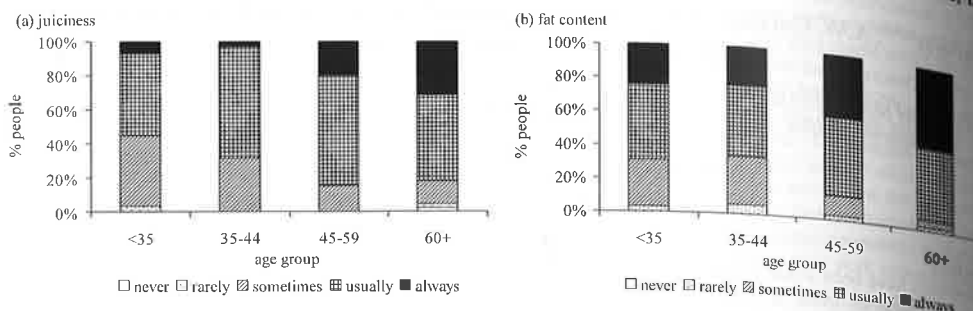 (a) juiciness
100%
80%
60%
40%
20%
0%
% people
<35
35-44
45-59
60+
age group
never rarely sometimes usually always
(b) fat content
100%
80%
60%
40%
20%
0%
% people
<35
35-44
45-59
60+
age group
never rarely sometimes usually always